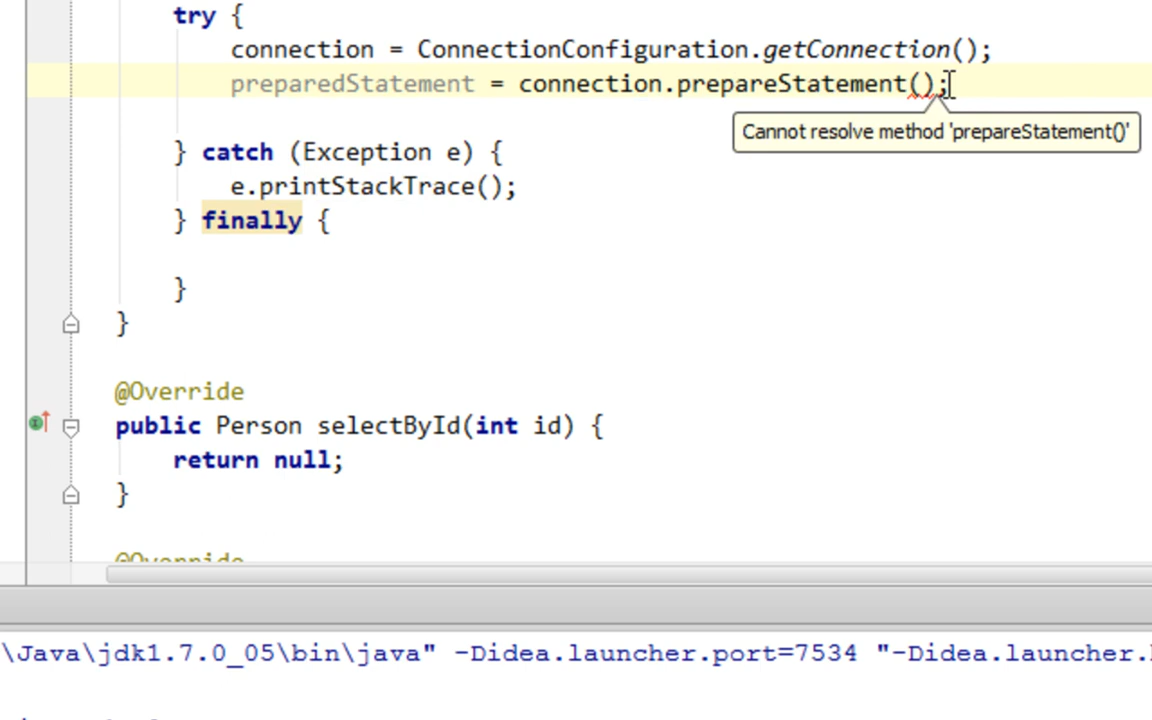 try {
connection = ConnectionConfiguration.getConnection();
preparedStatement = connection.prepareStatement();
Cannot resolve method 'prepareStatement()'
} catch (Exception e) {
e.printStackTrace();
} finally {
}
}
@Override
public Person selectById(int id) {
return null;
}
@Override
\Java\jdk1.7.0_05\bin\java" -Didea.launcher.port=7534 "-Didea.launcher.